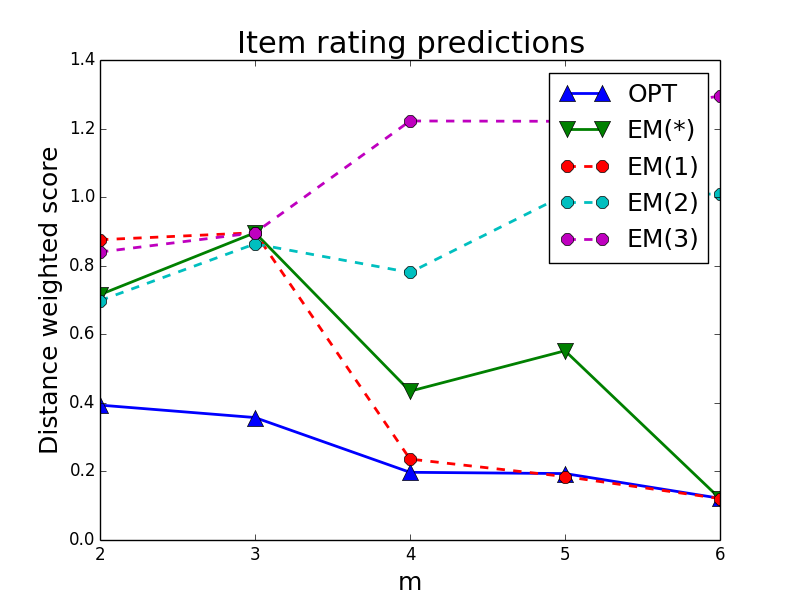 Item rating predictions
1.4
1.2
1.0
0.8
0.6
0.4
0.2
0.0
Distance weighted score
OPT
EM(*)
EM(1)
EM(2)
EM(3)
2 3 4 5 6
m